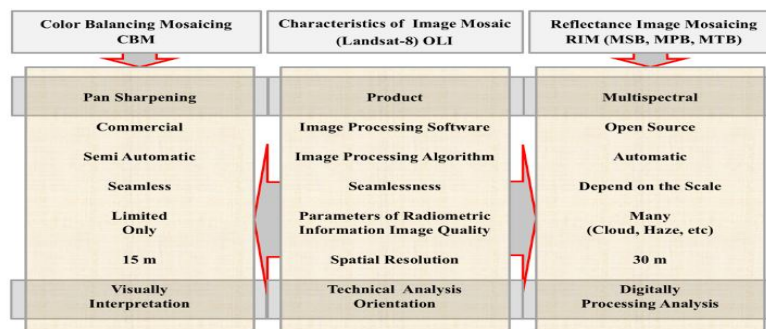 Color Balancing Mosaicing
CBM
Characteristics of Image Mosaic
(Landsat-8) OLI
Reflectance Image Mosaicing
RIM (MSB, MPB, MTB)
Pan Sharpening
Product
Multispectral
Commercial
Image Processing Software
Open Source
Semi Automatic
Image Processing Algorithm
Automatic
Seamless
Seamlessness
Depend on the Scale
Limited
Only
Parameters of Radiometric
Information Image Quality
Many
(Cloud, Haze, etc)
15 m
Spatial Resolution
30 m
Visually
Interpretation
Technical Analysis
Orientation
Digitally
Processing Analysis